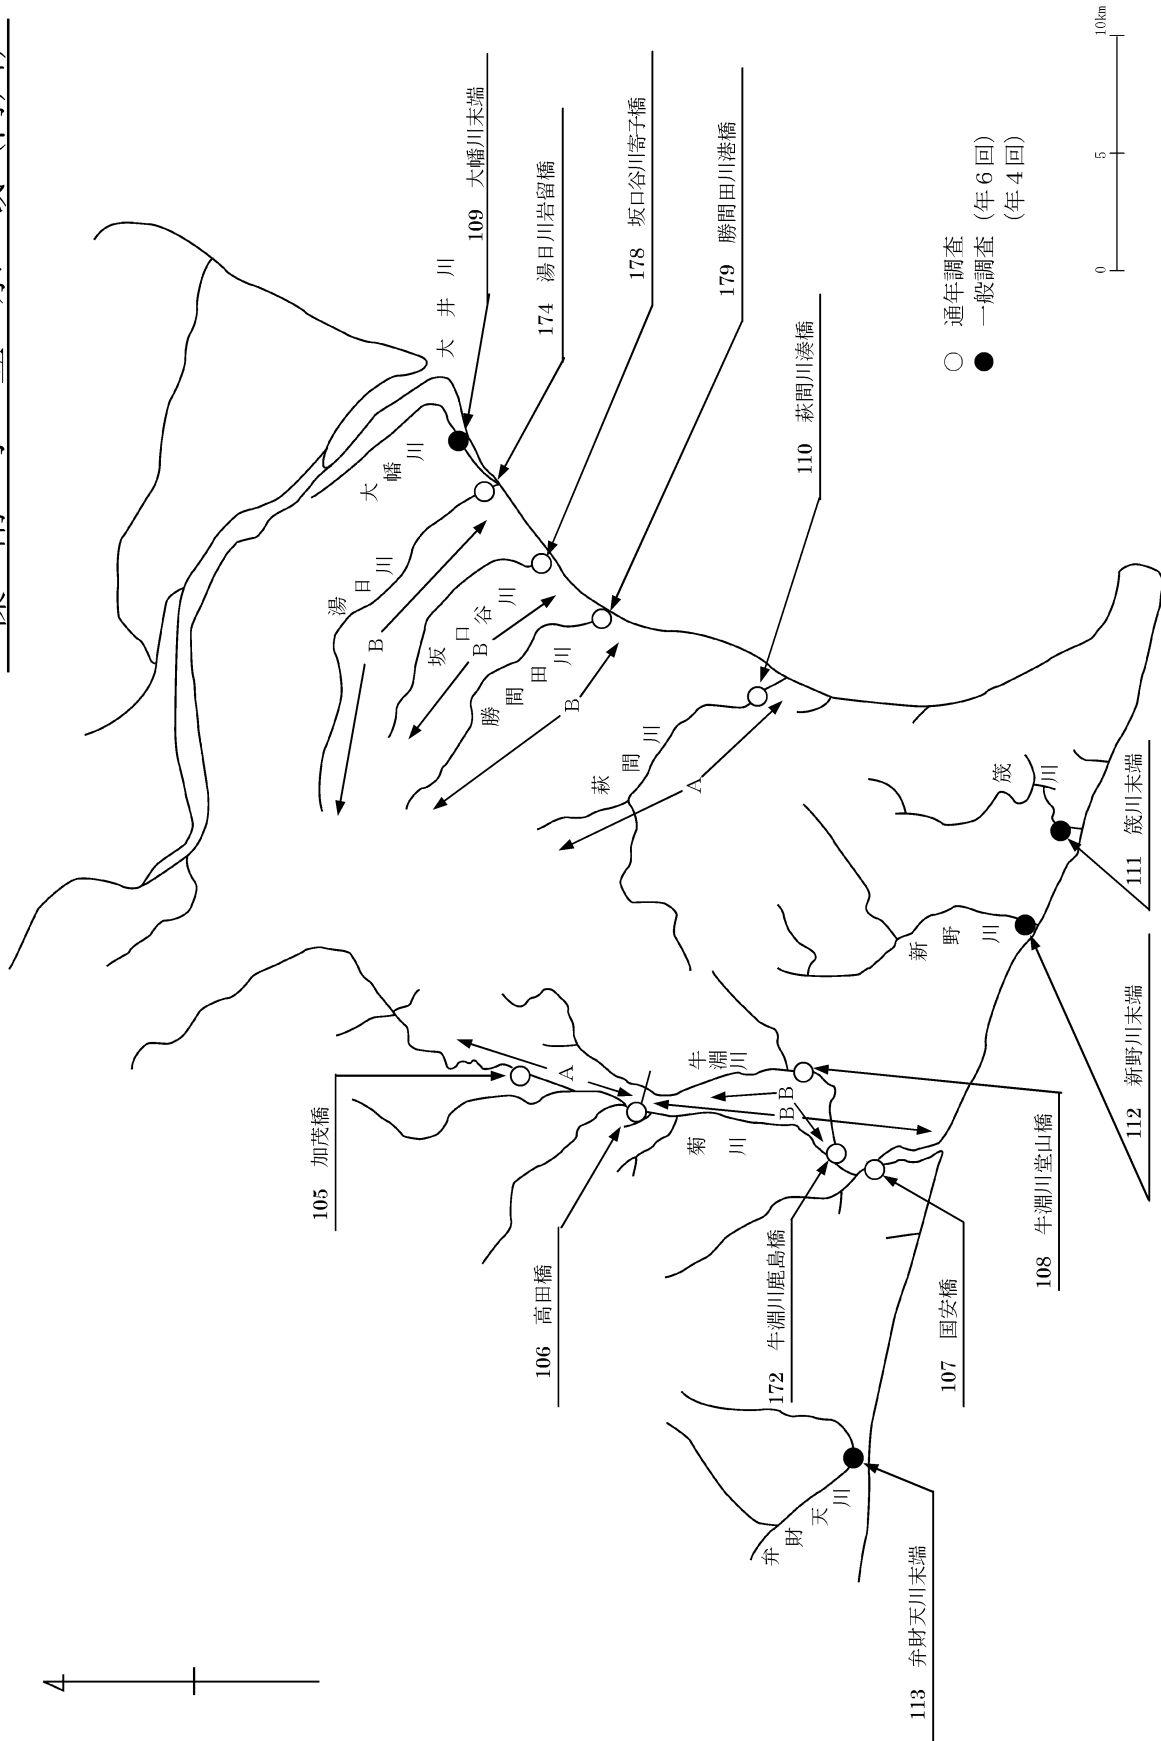 109 大幡川末端
174 湯日川岩留橋
178 坂口谷川寄子橋
179 勝間田川港橋
110 萩間川湊橋
大井川
大幡川
湯日川
B
坂口谷川
B
勝間田川
B
萩間川
A
105 加茂橋
A
106 高田橋
牛淵川
B
菊川
B
172 牛淵川鹿島橋
107 国安橋
108 牛淵川堂山橋
新野川
112 新野川末端
筬川
111 筬川末端
弁財天川
113 弁財天川末端
○ 通年調査 (年6回)
● 一般調査 (年4回)
0 5 10km